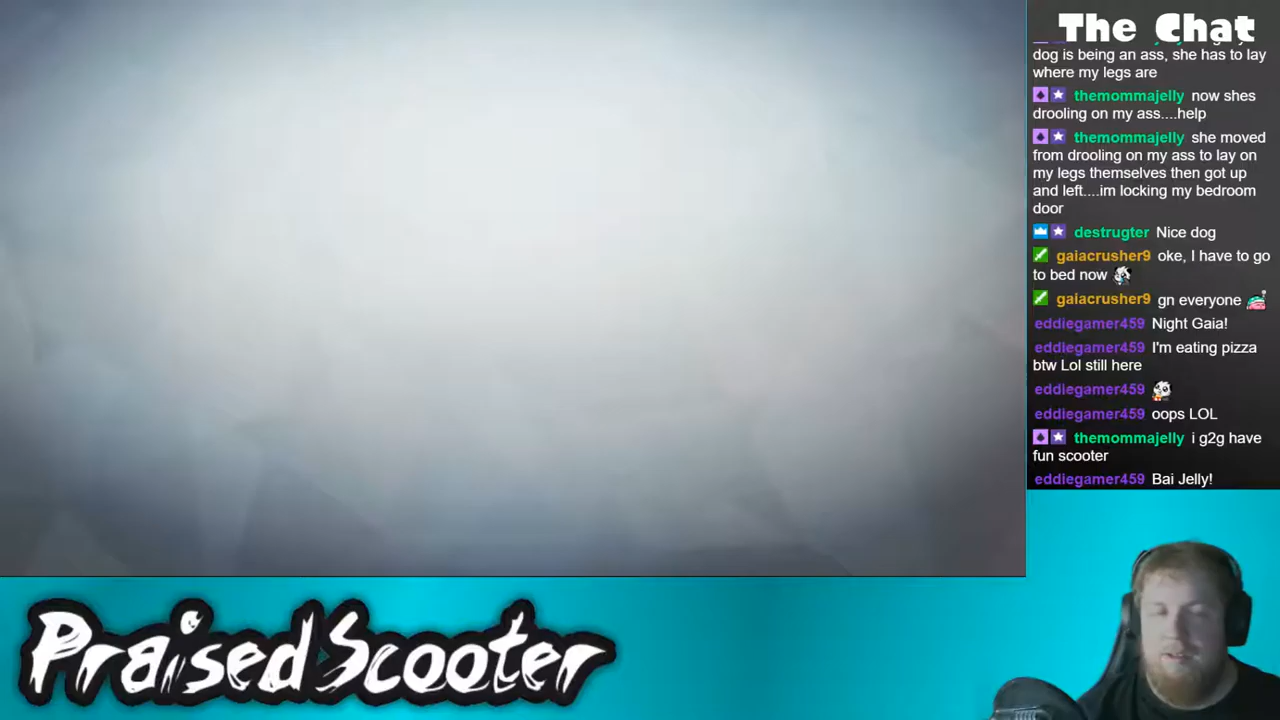 The Chat
dog is being an ass, she has to lay
where my legs are
themommajelly now shes
drooling on my ass....help
themommajelly she moved
from drooling on my ass to lay on
my legs themselves then got up
and left....im locking my bedroom
door
destrugter Nice dog
gaiacrusher9 oke, I have to go
to bed now
gaiacrusher9 gn everyone
eddiegamer459 Night Gaia!
eddiegamer459 I'm eating pizza
btw Lol still here
eddiegamer459
eddiegamer459 oops LOL
themommajelly i g2g have
fun scooter
eddiegamer459 Bai Jelly!
PraisedScooter